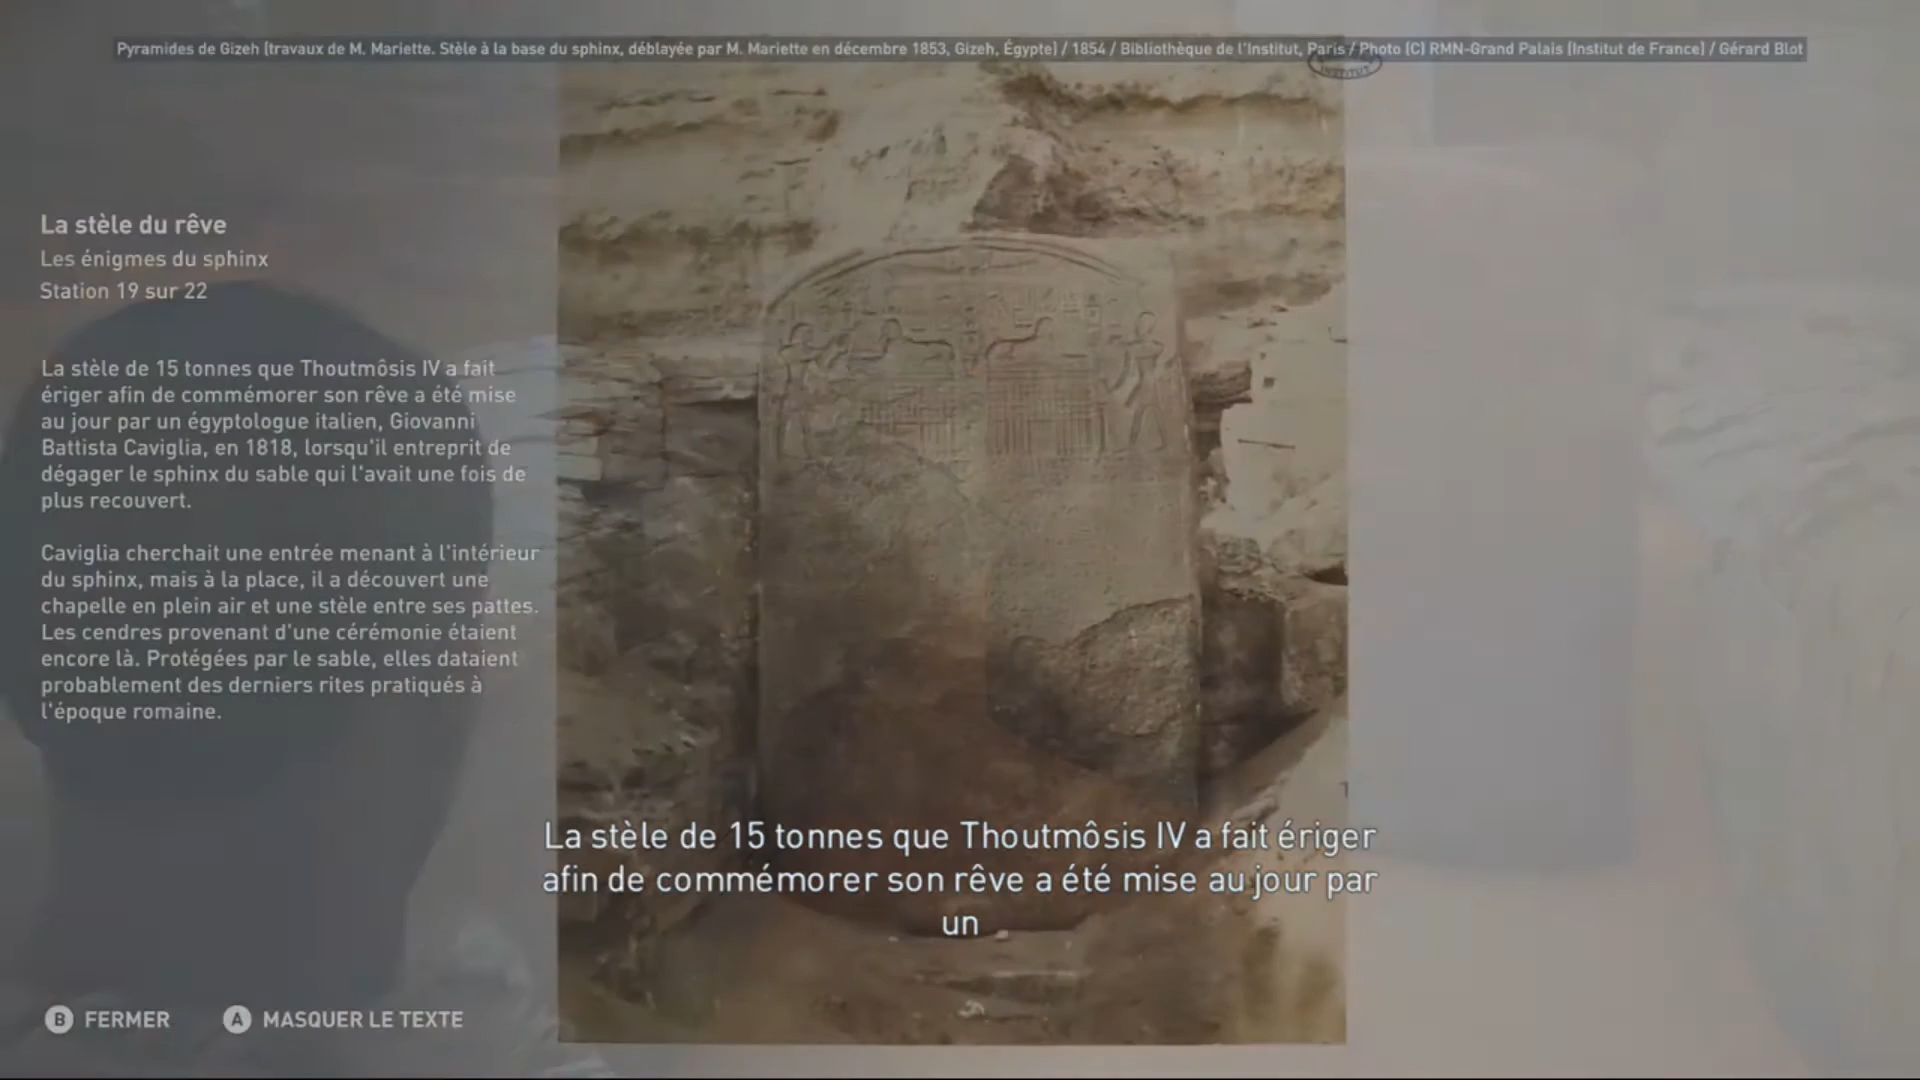 Pyramides de Gizeh (travaux de M. Mariette. Stèle à la base du sphinx, déblayée par M. Mariette en décembre 1853, Gizeh, Égypte) / 1854 / Bibliothèque de l'Institut, Paris / Photo (C) RMN-Grand Palais (Institut de France) / Gérard Blot
INSTITUT
La stèle du rêve
Les énigmes du sphinx
Station 19 sur 22
La stèle de 15 tonnes que Thoutmôsis IV a fait
ériger afin de commémorer son rêve a été mise
au jour par un égyptologue italien, Giovanni
Battista Caviglia, en 1818, lorsqu'il entreprit de
dégager le sphinx du sable qui l'avait une fois de
plus recouvert.
Caviglia cherchait une entrée menant à l'intérieur
du sphinx, mais à la place, il a découvert une
chapelle en plein air et une stèle entre ses pattes.
Les cendres provenant d'une cérémonie étaient
encore là. Protégées par le sable, elles dataient
probablement des derniers rites pratiqués à
l'époque romaine.
La stèle de 15 tonnes que Thoutmôsis IV a fait ériger
afin de commémorer son rêve a été mise au jour par
un
B FERMER
A MASQUER LE TEXTE